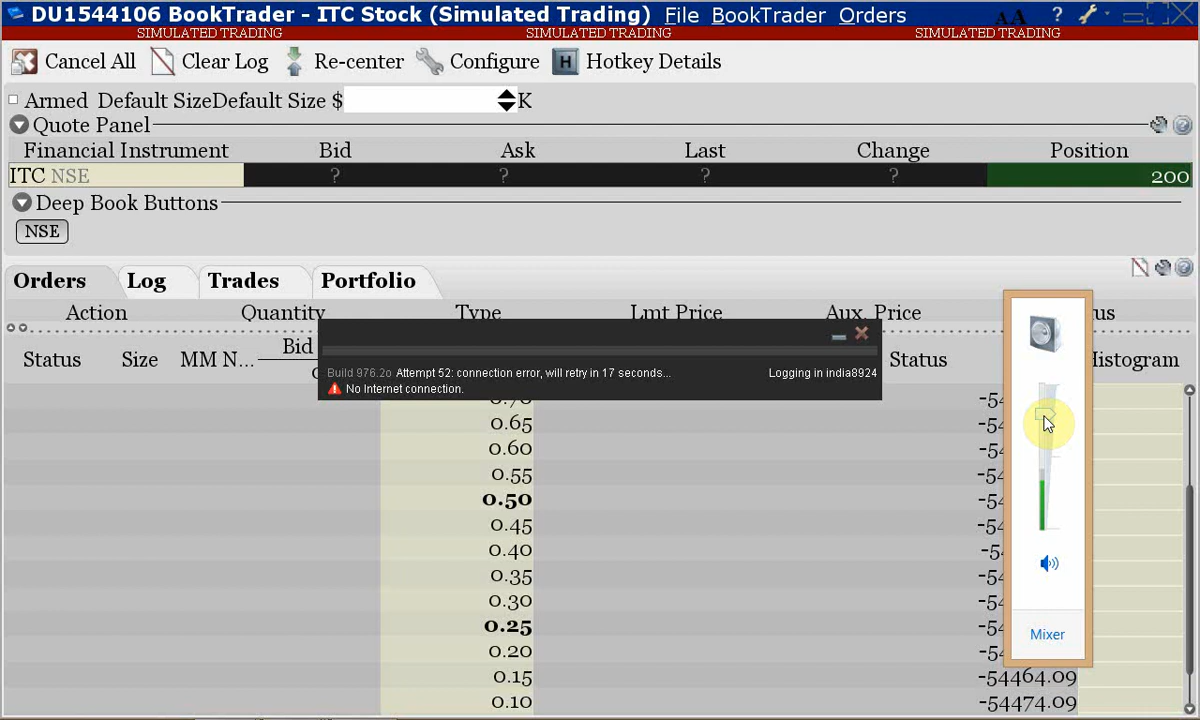 DU1544106 BookTrader - ITC Stock (Simulated Trading) File BookTrader Orders AA ?
SIMULATED TRADING SIMULATED TRADING SIMULATED TRADING
Cancel All Clear Log Re-center H Configure Hotkey Details
Armed Default SizeDefault Size $ K
Quote Panel
Financial Instrument Bid Ask Last Change Position
ITC NSE ? ? ? ? 200
Deep Book Buttons
NSE
Orders Log Trades Portfolio
Action Quantity Type Lmt Price Aux. Price
Status Size MM N... Bid Status Histogram
Build 976.2o Attempt 52: connection error, will retry in 17 seconds... Logging in india8924
No Internet connection.
0.65
0.60
0.55
0.50
0.45
0.40
0.35
0.30
0.25
0.20
0.15 -54464.09
0.10 -54474.09
Mixer